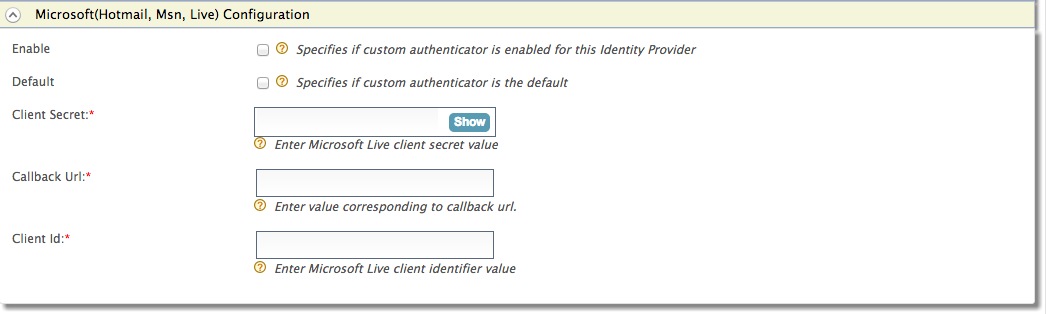 Microsoft(Hotmail, Msn, Live) Configuration
Enable
? Specifies if custom authenticator is enabled for this Identity Provider
Default
? Specifies if custom authenticator is the default
Client Secret:*
Show
? Enter Microsoft Live client secret value
Callback Url:*
? Enter value corresponding to callback url.
Client Id:*
? Enter Microsoft Live client identifier value